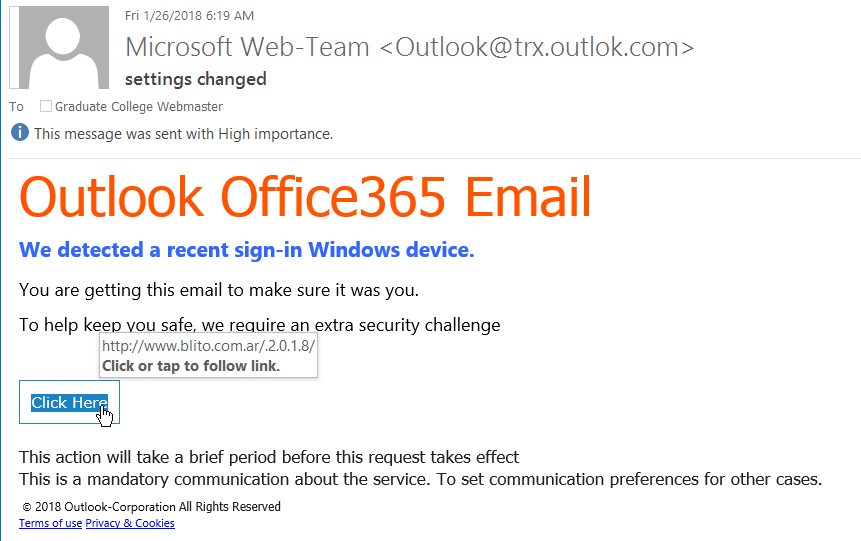 Fri 1/26/2018 6:19 AM
Microsoft Web-Team <Outlook@trx.outlok.com>
settings changed
To Graduate College Webmaster
i This message was sent with High importance.
Outlook Office365 Email
We detected a recent sign-in Windows device.
You are getting this email to make sure it was you.
To help keep you safe, we require an extra security challenge
http://www.blito.com.ar/.2.0.1.8/
Click or tap to follow link.
Click Here
This action will take a brief period before this request takes effect
This is a mandatory communication about the service. To set communication preferences for other cases.
© 2018 Outlook-Corporation All Rights Reserved
Terms of use Privacy & Cookies